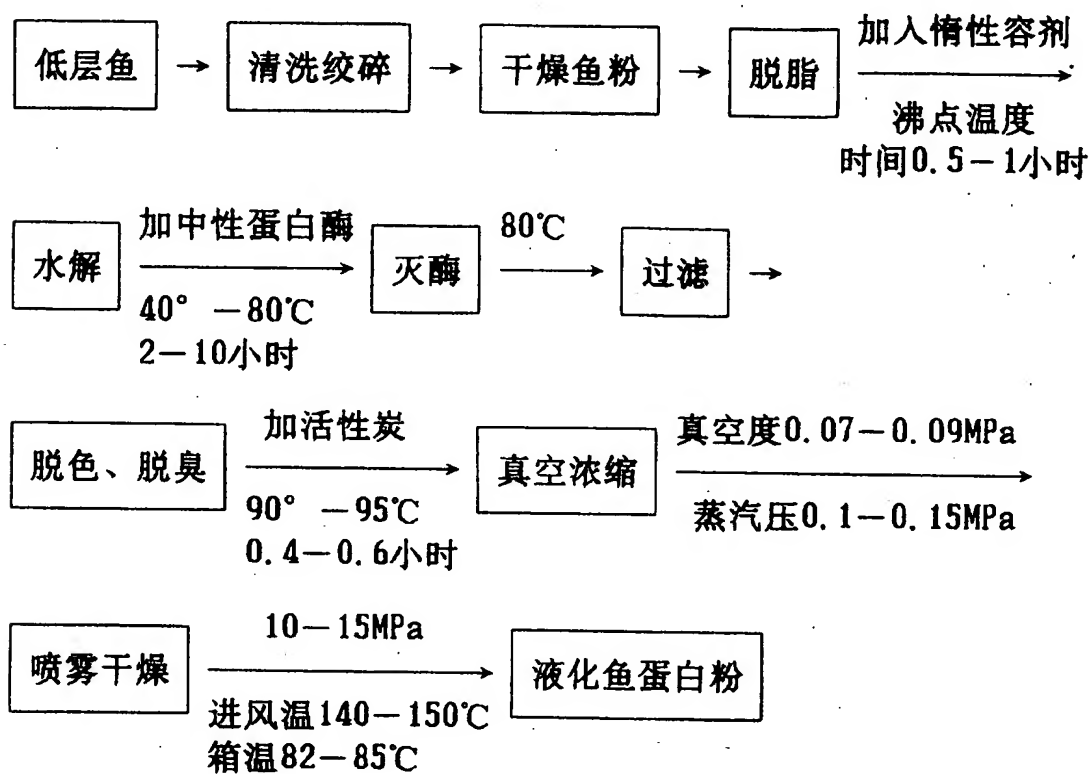 低层鱼 → 清洗绞碎 → 干燥鱼粉 → 脱脂 加入惰性容剂
沸点温度
时间0.5－1小时
水解 加中性蛋白酶 灭酶 80℃ 过滤 →
40° －80℃
2－10小时
脱色、脱臭 加活性炭 真空浓缩 真空度0.07－0.09MPa
90° －95℃ 蒸汽压0.1－0.15MPa
0.4－0.6小时
喷雾干燥 10－15MPa 液化鱼蛋白粉
进风温140－150℃
箱温82－85℃